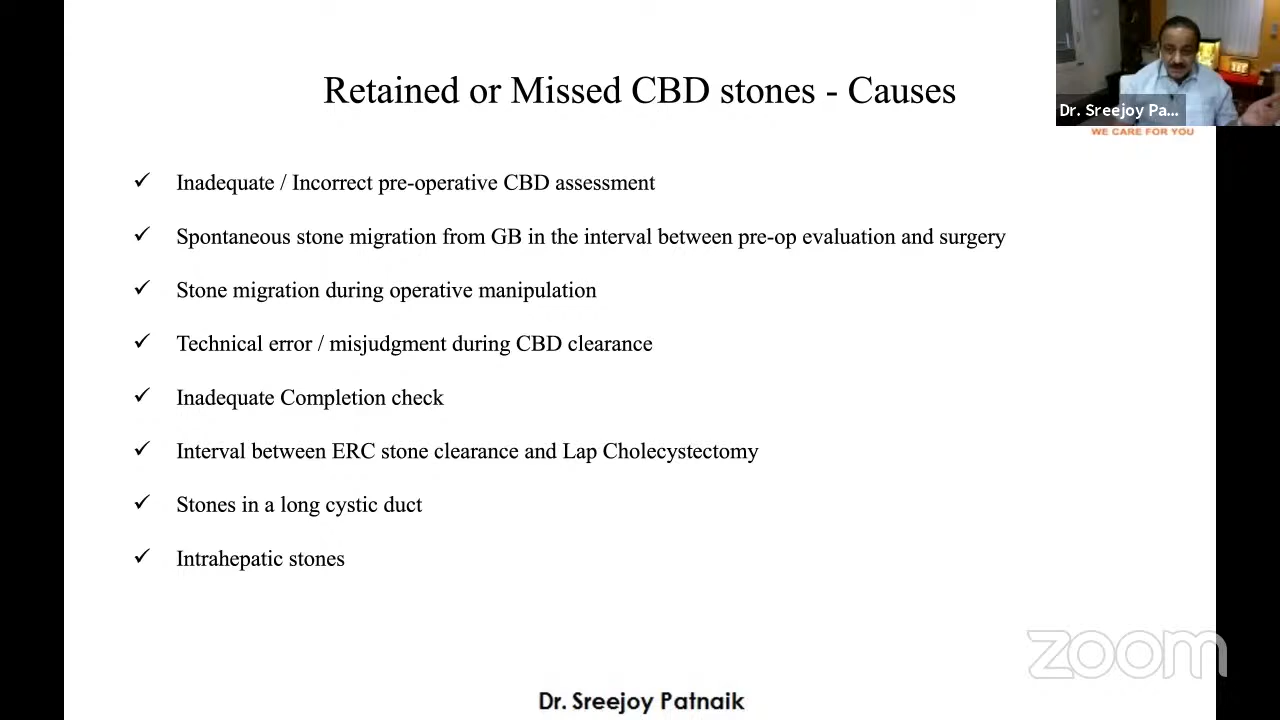 Retained or Missed CBD stones - Causes
Dr. Sreejoy Pa...
WE CARE FOR YOU
✓ Inadequate / Incorrect pre-operative CBD assessment
✓ Spontaneous stone migration from GB in the interval between pre-op evaluation and surgery
✓ Stone migration during operative manipulation
✓ Technical error / misjudgment during CBD clearance
✓ Inadequate Completion check
✓ Interval between ERC stone clearance and Lap Cholecystectomy
✓ Stones in a long cystic duct
✓ Intrahepatic stones
zoom
Dr. Sreejoy Patnaik